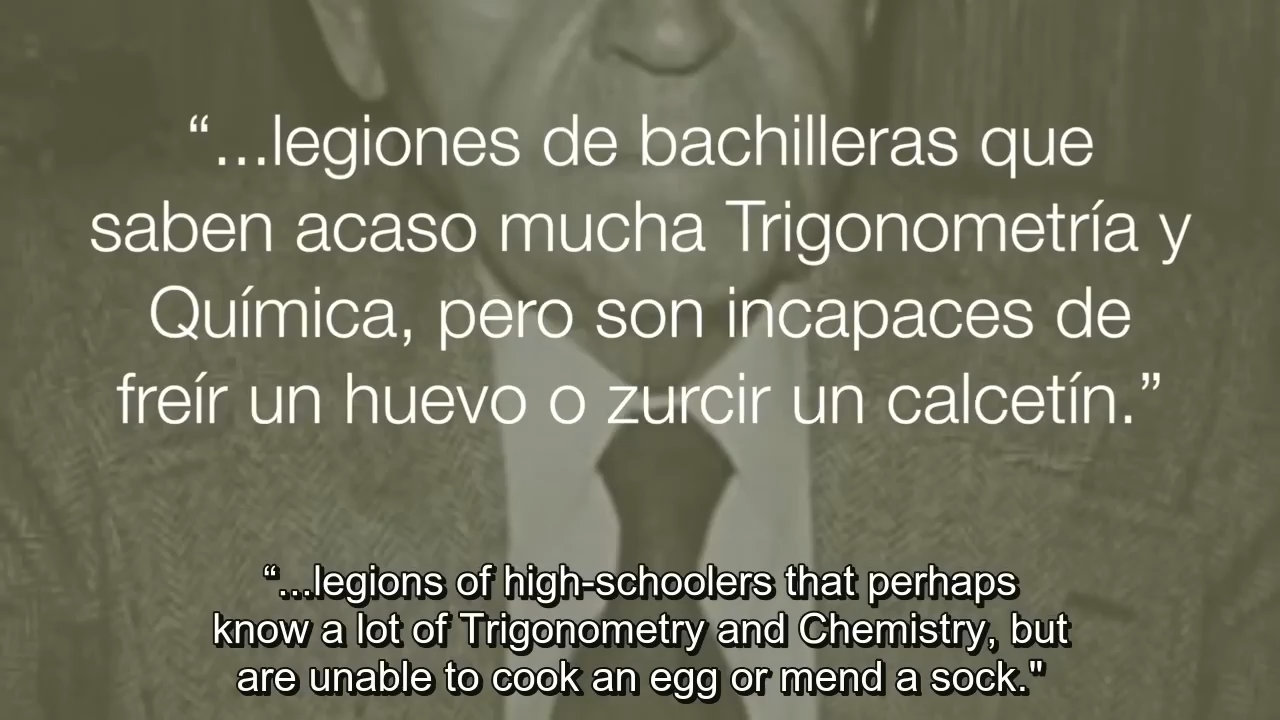 “...legiones de bachilleras que
saben acaso mucha Trigonometría y
Química, pero son incapaces de
freír un huevo o zurcir un calcetín.”
“...legions of high-schoolers that perhaps
know a lot of Trigonometry and Chemistry, but
are unable to cook an egg or mend a sock."